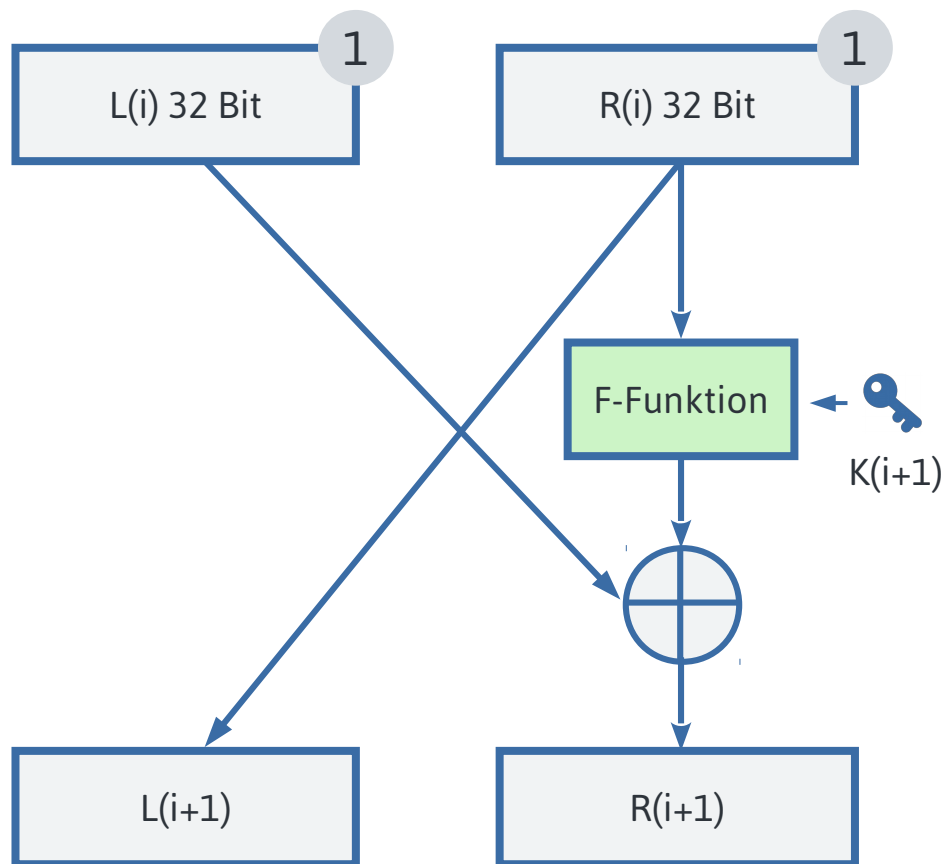 1
1
L(i) 32 Bit
R(i) 32 Bit
F-Funktion
K(i+1)
L(i+1)
R(i+1)